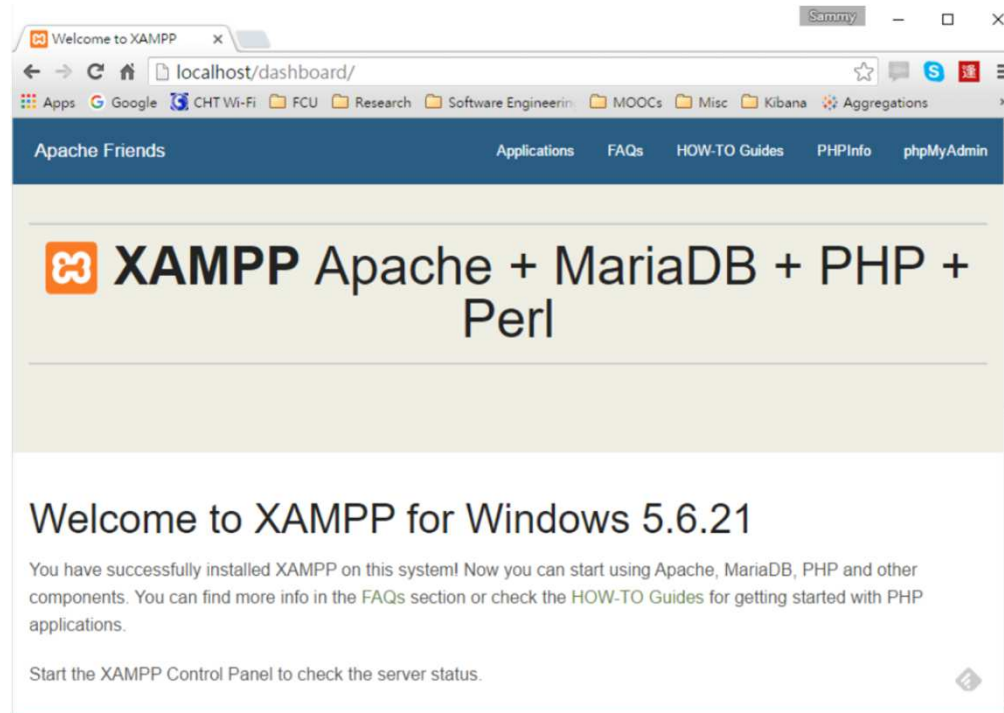 Sammy
Welcome to XAMPP
localhost/dashboard/
Apps Google CHT Wi-Fi FCU Research Software Engineerin MOOCs Misc Kibana Aggregations
Apache Friends Applications FAQs HOW-TO Guides PHPInfo phpMyAdmin
XAMPP Apache + MariaDB + PHP +
Perl
Welcome to XAMPP for Windows 5.6.21
You have successfully installed XAMPP on this system! Now you can start using Apache, MariaDB, PHP and other
components. You can find more info in the FAQs section or check the HOW-TO Guides for getting started with PHP
applications.
Start the XAMPP Control Panel to check the server status.